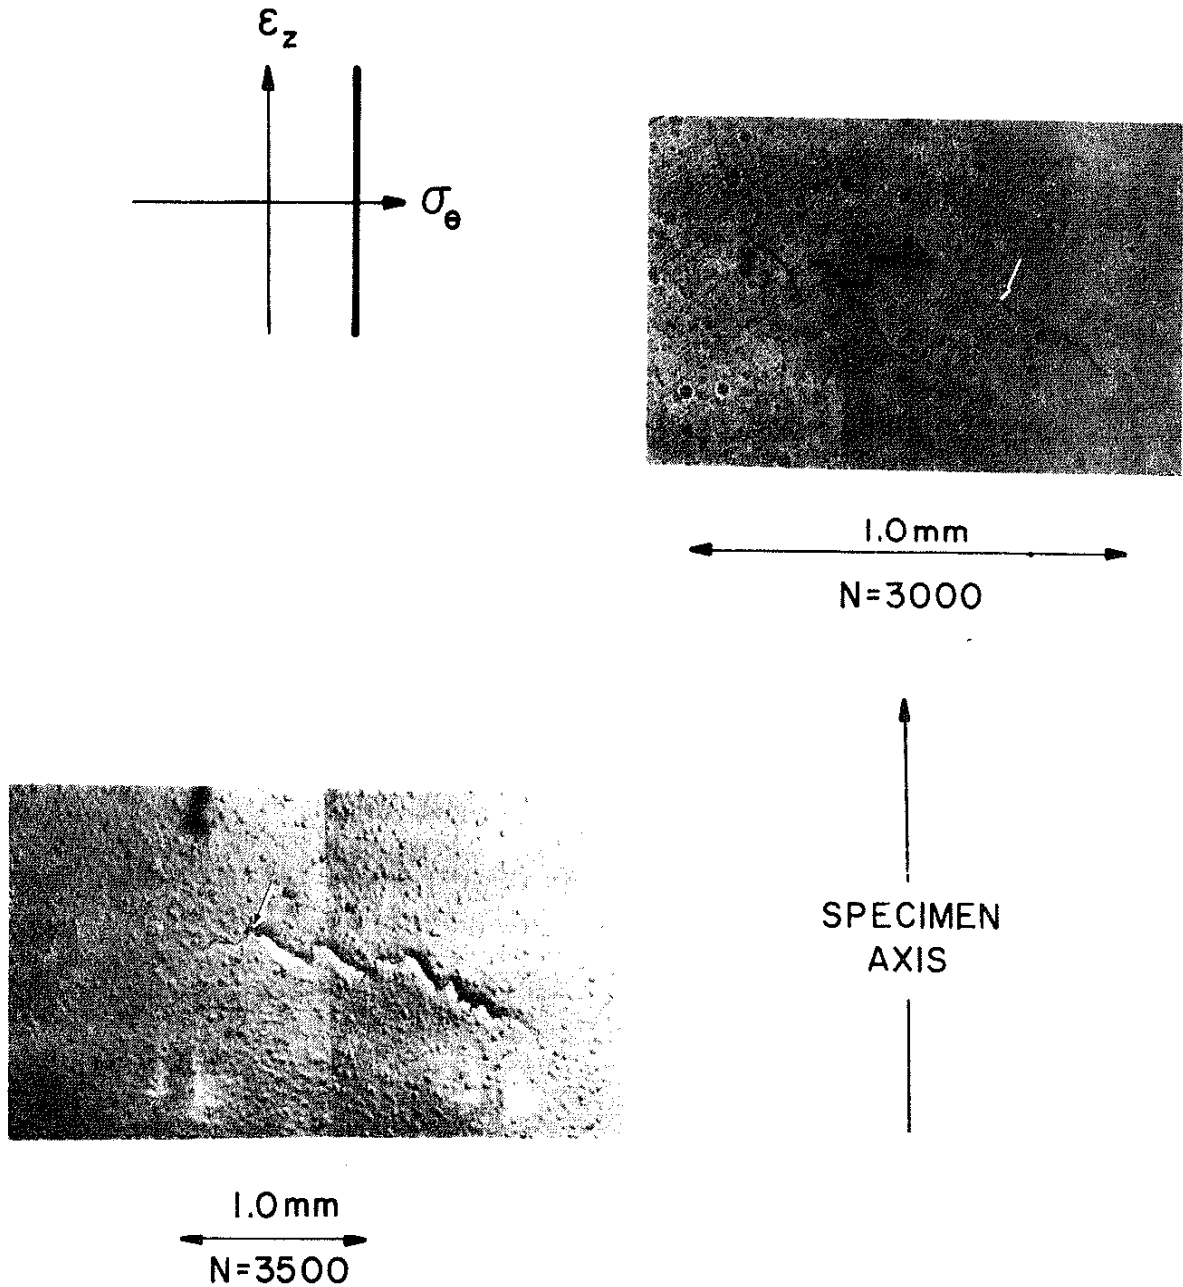 ε_z
σ_θ
1.0mm
N=3000
SPECIMEN
AXIS
1.0mm
N=3500